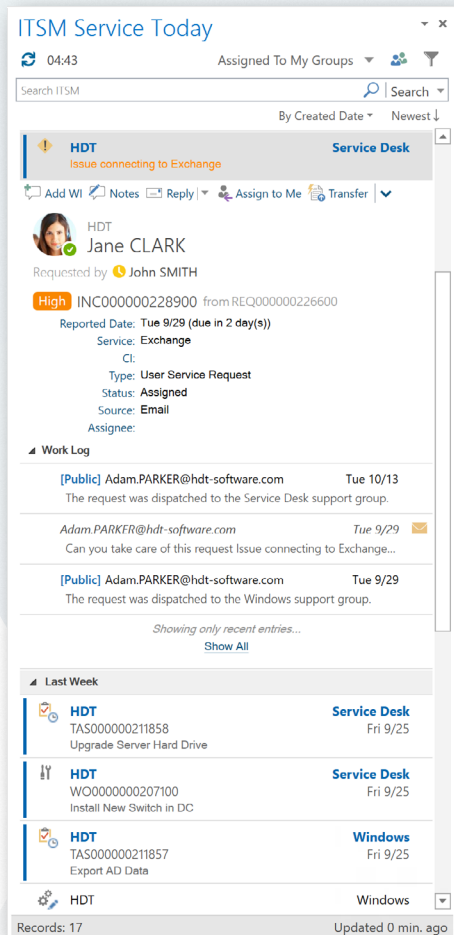 ITSM Service Today
04:43 Assigned To My Groups
Search ITSM Search
By Created Date Newest↓
HDT Service Desk
Issue connecting to Exchange
Add WI Notes Reply Assign to Me Transfer
HDT
Jane CLARK
Requested by John SMITH
High INC000000228900 from REQ000000226600
Reported Date: Tue 9/29 (due in 2 day(s))
Service: Exchange
CI:
Type: User Service Request
Status: Assigned
Source: Email
Assignee:
Work Log
[Public] Adam.PARKER@hdt-software.com Tue 10/13
The request was dispatched to the Service Desk support group.
Adam.PARKER@hdt-software.com Tue 9/29
Can you take care of this request Issue connecting to Exchange...
[Public] Adam.PARKER@hdt-software.com Tue 9/29
The request was dispatched to the Windows support group.
Showing only recent entries...
Show All
Last Week
HDT Service Desk
TAS000000211858 Fri 9/25
Upgrade Server Hard Drive
HDT Service Desk
WO0000000207100 Fri 9/25
Install New Switch in DC
HDT Windows
TAS000000211857 Fri 9/25
Export AD Data
HDT Windows
Records: 17 Updated 0 min. ago